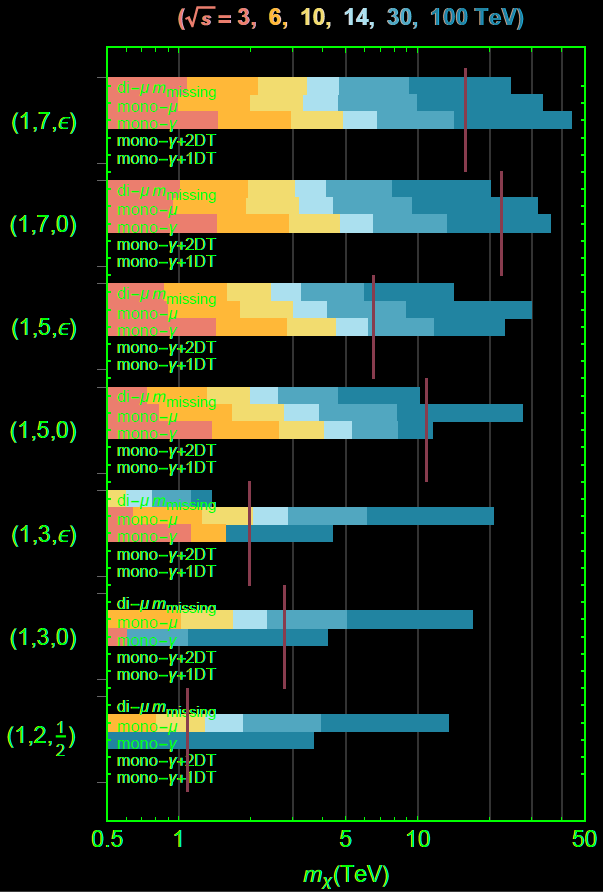 (√s = 3, 6, 10, 14, 30, 100 TeV)
(1,7,ϵ)
di−μ m_missing
mono−μ
mono−γ
mono−γ+2DT
mono−γ+1DT
(1,7,0)
di−μ m_missing
mono−μ
mono−γ
mono−γ+2DT
mono−γ+1DT
(1,5,ϵ)
di−μ m_missing
mono−μ
mono−γ
mono−γ+2DT
mono−γ+1DT
(1,5,0)
di−μ m_missing
mono−μ
mono−γ
mono−γ+2DT
mono−γ+1DT
(1,3,ϵ)
di−μ m_missing
mono−μ
mono−γ
mono−γ+2DT
mono−γ+1DT
(1,3,0)
di−μ m_missing
mono−μ
mono−γ
mono−γ+2DT
mono−γ+1DT
(1,2,1/2)
di−μ m_missing
mono−μ
mono−γ
mono−γ+2DT
mono−γ+1DT
0.5 1 5 10 50
m_χ(TeV)